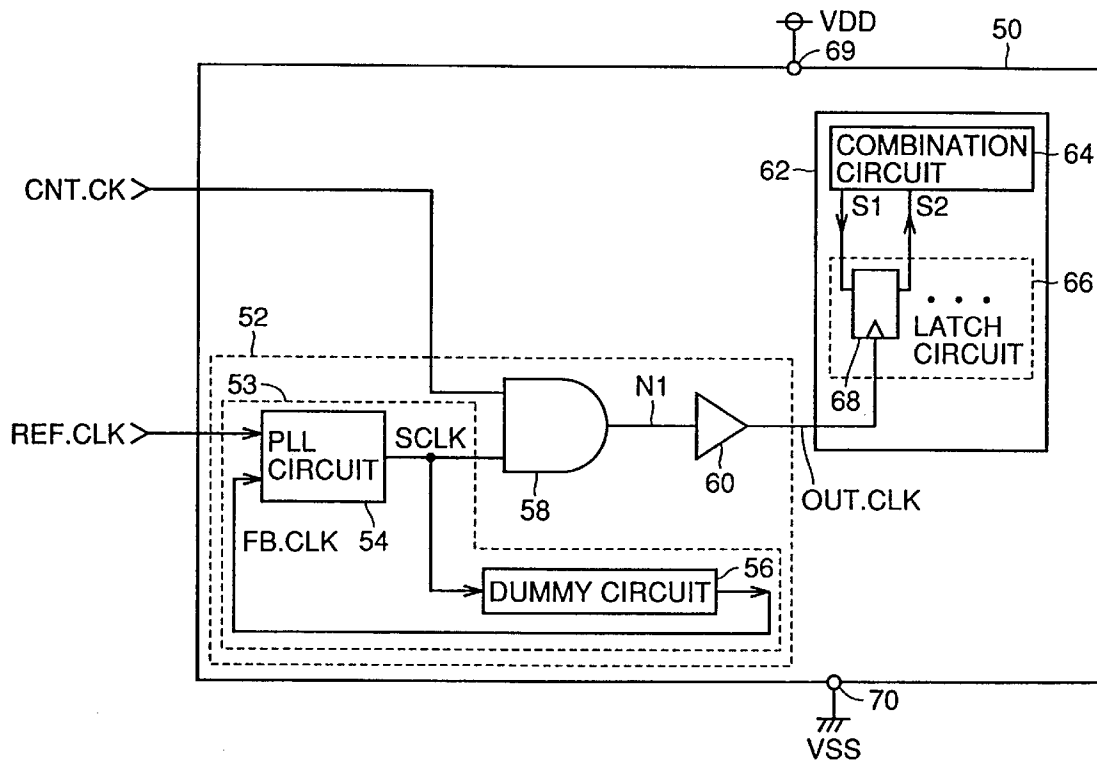 VDD
50
69
COMBINATION
CIRCUIT
64
62
CNT.CK
S1
S2
66
• • •
LATCH
CIRCUIT
52
53
68
N1
REF.CLK
PLL
CIRCUIT
SCLK
58
60
OUT.CLK
FB.CLK
54
56
DUMMY CIRCUIT
70
VSS